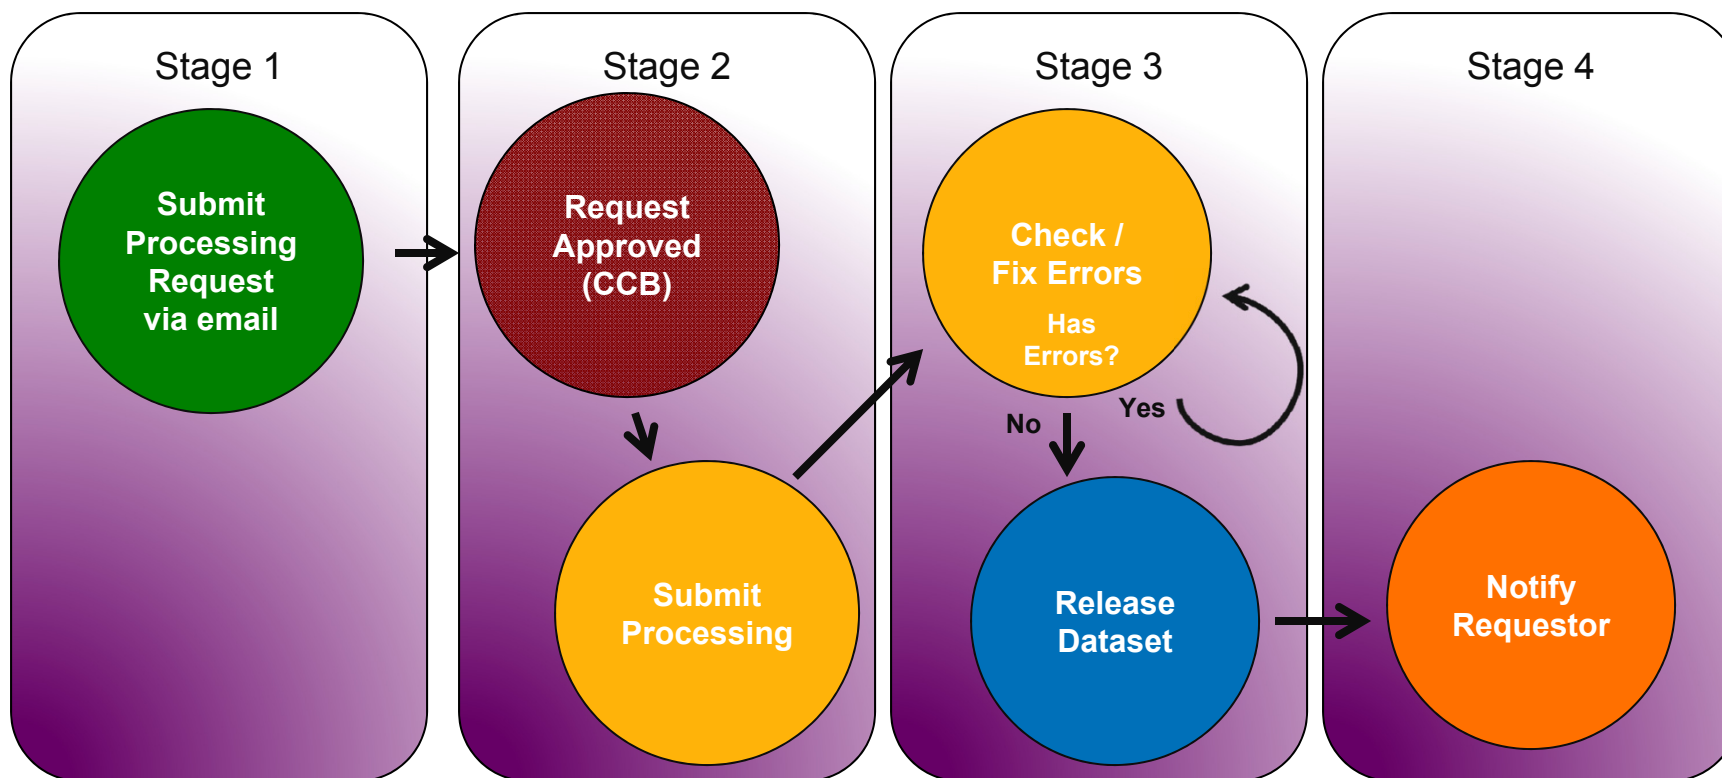 Stage 1
Submit
Processing
Request
via email
Stage 2
Request
Approved
(CCB)
Submit
Processing
Stage 3
Check /
Fix Errors
Has
Errors?
No
Yes
Release
Dataset
Stage 4
Notify
Requestor